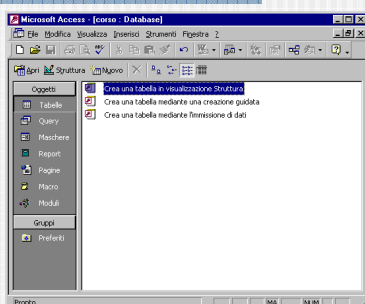 Microsoft Access - [corso : Database]
File Modifica Visualizza Inserisci Strumenti Finestra ?
Apri Struttura Nuovo
Oggetti
Tabelle
Query
Maschere
Report
Pagine
Macro
Moduli
Gruppi
Preferiti
Crea una tabella in visualizzazione Struttura
Crea una tabella mediante una creazione guidata
Crea una tabella mediante l'immissione di dati
Pronto MA NUM